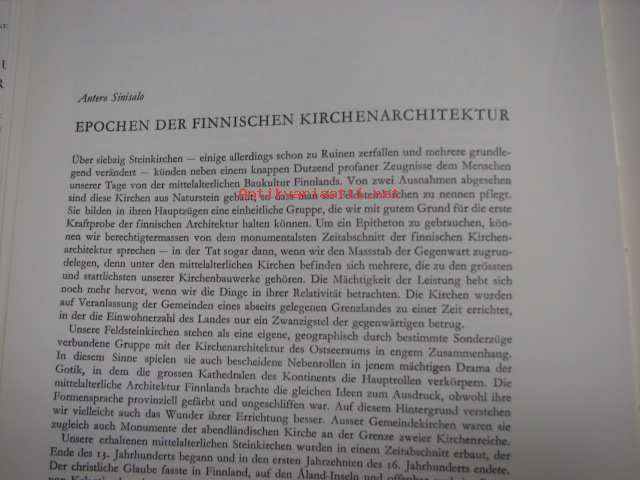 Antero Sinisalo
EPOCHEN DER FINNISCHEN KIRCHENARCHITEKTUR
Über siebzig Steinkirchen — einige allerdings schon zu Ruinen zerfallen und mehrere grundle-
gend verändert — künden neben einem knappen Dutzend profaner Zeugnisse dem Menschen
unserer Tage von der mittelalterlichen Baukultur Finnlands. Von zwei Ausnahmen abgesehen
sind diese Kirchen aus Naturstein gebaut, so dass man sie Feldsteinkirchen zu nennen pflegt.
Sie bilden in ihren Hauptzügen eine einheitliche Gruppe, die wir mit gutem Grund für die erste
Kraftprobe der finnischen Architektur halten können. Um ein Epitheton zu gebrauchen, kön-
nen wir berechtigtermassen von dem monumentalsten Zeitabschnitt der finnischen Kirchen-
architektur sprechen — in der Tat sogar dann, wenn wir den Massstab der Gegenwart zugrun-
delegen, denn unter den mittelalterlichen Kirchen befinden sich mehrere, die zu den grössten
und stattlichsten unserer Kirchenbauwerke gehören. Die Mächtigkeit der Leistung hebt sich
noch mehr hervor, wenn wir die Dinge in ihrer Relativität betrachten. Die Kirchen wurden
auf Veranlassung der Gemeinden eines abseits gelegenen Grenzlandes zu einer Zeit errichtet,
in der die Einwohnerzahl des Landes nur ein Zwanzigstel der gegenwärtigen betrug.
Unsere Feldsteinkirchen stehen als eine eigene, geographisch durch bestimmte Sonderzüge
verbundene Gruppe mit der Kirchenarchitektur des Ostseeraums in engem Zusammenhang.
In diesem Sinne spielen sie auch bescheidene Nebenrollen in jenem mächtigen Drama der
Gotik, in dem die grossen Kathedralen des Kontinents die Hauptrollen verkörpern. Die
mittelalterliche Architektur Finnlands brachte die gleichen Ideen zum Ausdruck, obwohl ihre
Formensprache provinziell gefärbt und ungeschliffen war. Auf diesem Hintergrund verstehen
wir vielleicht auch das Wunder ihrer Errichtung besser. Ausser Gemeindekirchen waren sie
zugleich auch Monumente der abendländischen Kirche an der Grenze zweier Kirchenreiche.
Unsere erhaltenen mittelalterlichen Steinkirchen wurden in einem Zeitabschnitt erbaut, der
Ende des 13. Jahrhunderts begann und in den ersten Jahrzehnten des 16. Jahrhunderts endete.
Der christliche Glaube fasste in Finnland, auf den Åland-Inseln und